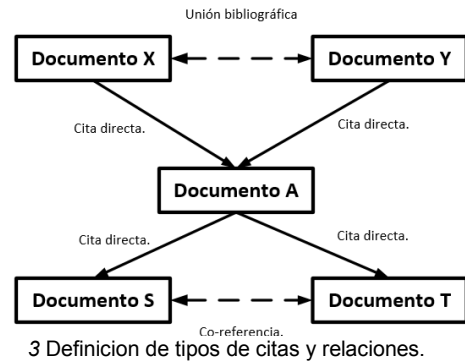 Unión bibliográfica
Documento X
Documento Y
Cita directa.
Cita directa.
Documento A
Cita directa.
Cita directa.
Documento S
Documento T
Co-referencia.
3 Definicion de tipos de citas y relaciones.